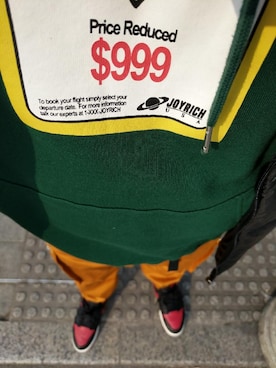 Price Reduced
$999
To book your flight simply select your
departure date. For more information
talk our experts at 1-XXX JOYRICH
JOYRICH